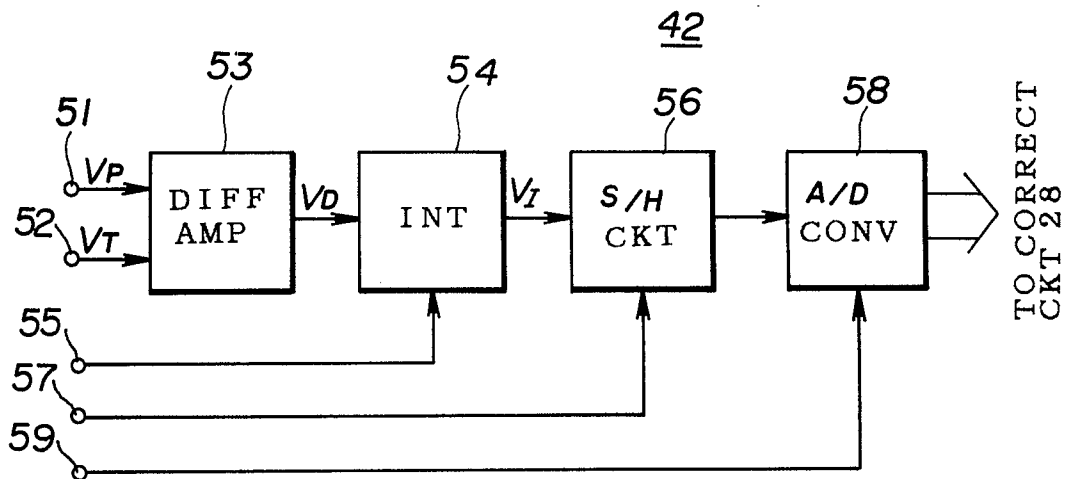 42
53
54
56
58
51
VP
52
VT
DIFF
AMP
VD
INT
VI
S/H
CKT
A/D
CONV
TO CORRECT
CKT 28
55
57
59